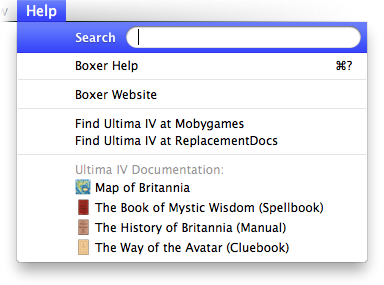 Help
Search
Boxer Help ⌘?
Boxer Website
Find Ultima IV at Mobygames
Find Ultima IV at ReplacementDocs
Ultima IV Documentation:
Map of Britannia
The Book of Mystic Wisdom (Spellbook)
The History of Britannia (Manual)
The Way of the Avatar (Cluebook)